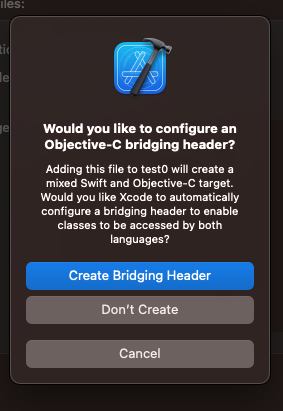 iles:
Would you like to configure an
Objective-C bridging header?
Adding this file to test0 will create a
mixed Swift and Objective-C target.
Would you like Xcode to automatically
configure a bridging header to enable
classes to be accessed by both
languages?
Create Bridging Header
Don't Create
Cancel